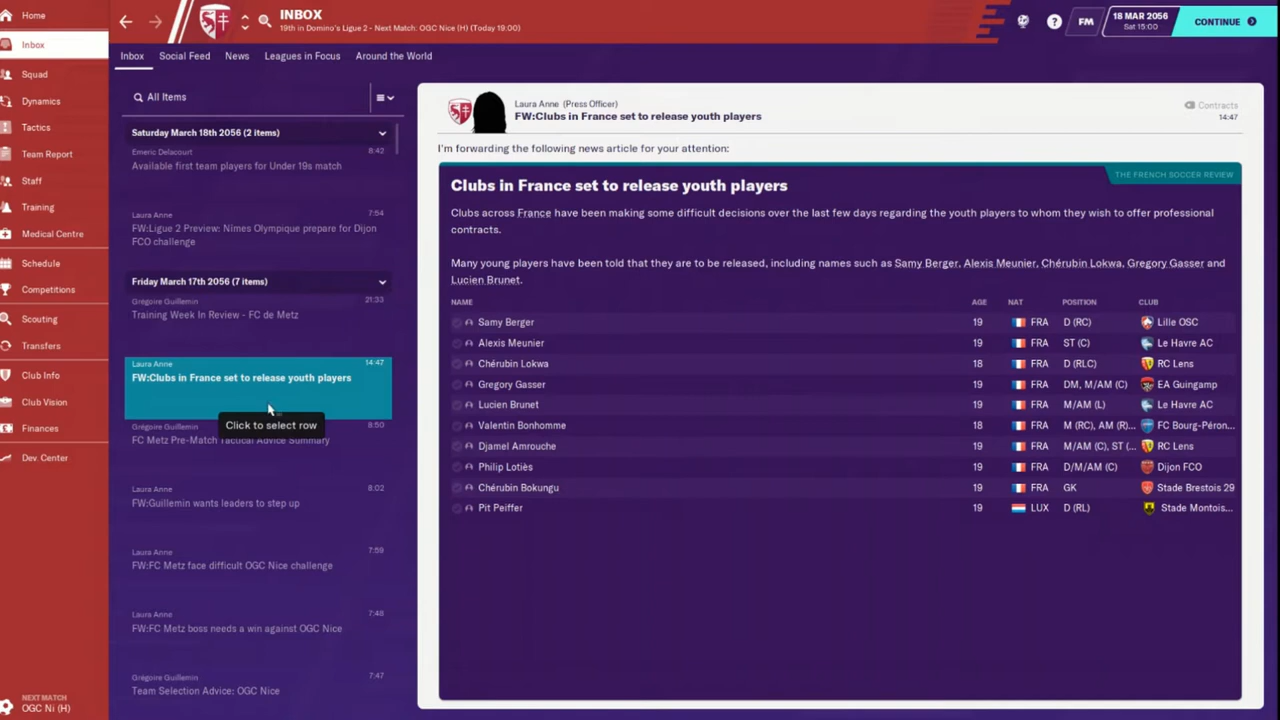 Home
Inbox
Squad
Dynamics
Tactics
Team Report
Staff
Training
Medical Centre
Schedule
Competitions
Scouting
Transfers
Club Info
Club Vision
Finances
Dev. Center
NEXT MATCH
OGC Ni (H)
INBOX
19th in Domino's Ligue 2 - Next Match: OGC Nice (H) (Today 19:00)
?
FM
18 MAR 2056
Sat 15:00
CONTINUE
Inbox Social Feed News Leagues in Focus Around the World
All Items
Saturday March 18th 2056 (2 items)
Emeric Delacourt 8:42
Available first team players for Under 19s match
Laura Anne 7:54
FW:Ligue 2 Preview: Nîmes Olympique prepare for Dijon
FCO challenge
Friday March 17th 2056 (7 items)
Grégoire Guillemin 21:33
Training Week In Review - FC de Metz
Laura Anne 14:47
FW:Clubs in France set to release youth players
Click to select row
Grégoire Guillemin 8:50
FC Metz Pre-Match Tactical Advice Summary
Laura Anne 8:02
FW:Guillemin wants leaders to step up
Laura Anne 7:59
FW:FC Metz face difficult OGC Nice challenge
Laura Anne 7:48
FW:FC Metz boss needs a win against OGC Nice
Grégoire Guillemin 7:47
Team Selection Advice: OGC Nice
Laura Anne (Press Officer)
FW:Clubs in France set to release youth players
Contracts
14:47
I'm forwarding the following news article for your attention:
THE FRENCH SOCCER REVIEW
Clubs in France set to release youth players
Clubs across France have been making some difficult decisions over the last few days regarding the youth players to whom they wish to offer professional
contracts.
Many young players have been told that they are to be released, including names such as Samy Berger, Alexis Meunier, Chérubin Lokwa, Gregory Gasser and
Lucien Brunet.
NAME AGE NAT POSITION CLUB
Samy Berger 19 FRA D (RC) Lille OSC
Alexis Meunier 19 FRA ST (C) Le Havre AC
Chérubin Lokwa 18 FRA D (RLC) RC Lens
Gregory Gasser 19 FRA DM, M/AM (C) EA Guingamp
Lucien Brunet 19 FRA M/AM (L) Le Havre AC
Valentin Bonhomme 18 FRA M (RC), AM (R)... FC Bourg-Péron...
Djamel Amrouche 19 FRA M/AM (C), ST (... RC Lens
Philip Lotiès 19 FRA D/M/AM (C) Dijon FCO
Chérubin Bokungu 19 FRA GK Stade Brestois 29
Pit Peiffer 19 LUX D (RL) Stade Montois...